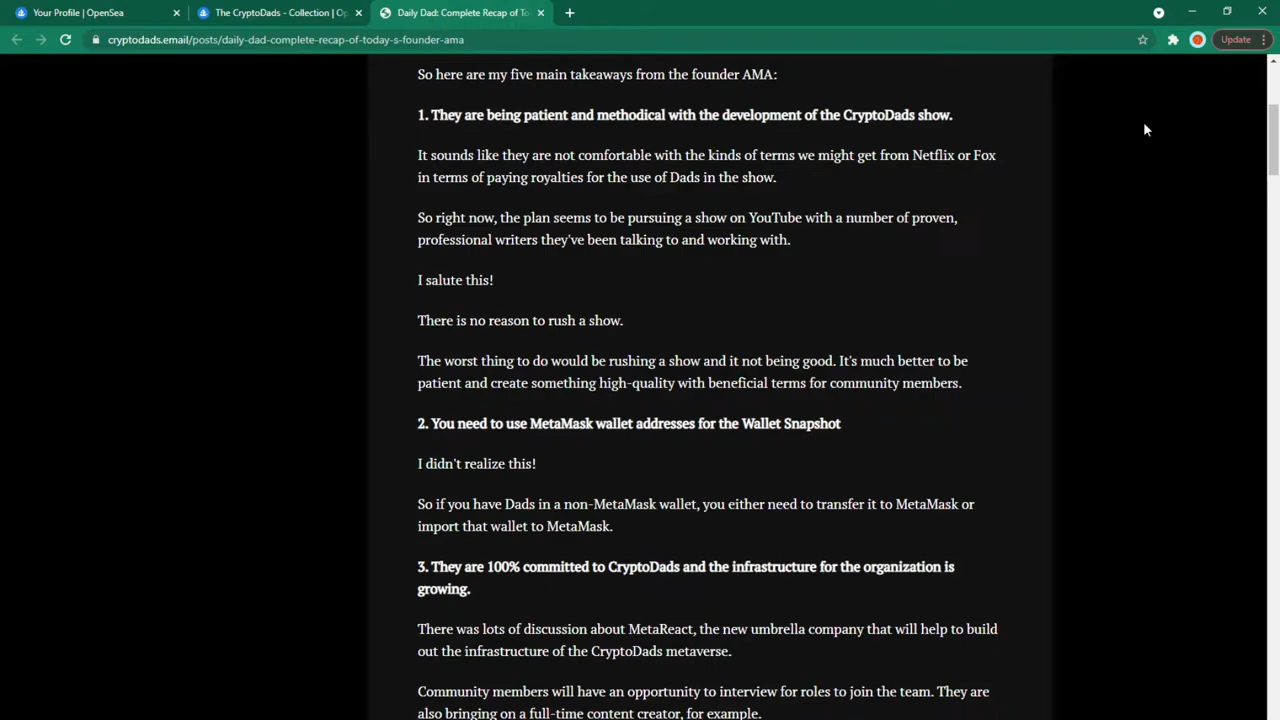 Your Profile | OpenSea
The CryptoDads - Collection | Op
Daily Dad: Complete Recap of To
cryptodads.email/posts/daily-dad-complete-recap-of-today-s-founder-ama
Update
So here are my five main takeaways from the founder AMA:
1. They are being patient and methodical with the development of the CryptoDads show.
It sounds like they are not comfortable with the kinds of terms we might get from Netflix or Fox
in terms of paying royalties for the use of Dads in the show.
So right now, the plan seems to be pursuing a show on YouTube with a number of proven,
professional writers they've been talking to and working with.
I salute this!
There is no reason to rush a show.
The worst thing to do would be rushing a show and it not being good. It's much better to be
patient and create something high-quality with beneficial terms for community members.
2. You need to use MetaMask wallet addresses for the Wallet Snapshot
I didn't realize this!
So if you have Dads in a non-MetaMask wallet, you either need to transfer it to MetaMask or
import that wallet to MetaMask.
3. They are 100% committed to CryptoDads and the infrastructure for the organization is
growing.
There was lots of discussion about MetaReact, the new umbrella company that will help to build
out the infrastructure of the CryptoDads metaverse.
Community members will have an opportunity to interview for roles to join the team. They are
also bringing on a full-time content creator, for example.